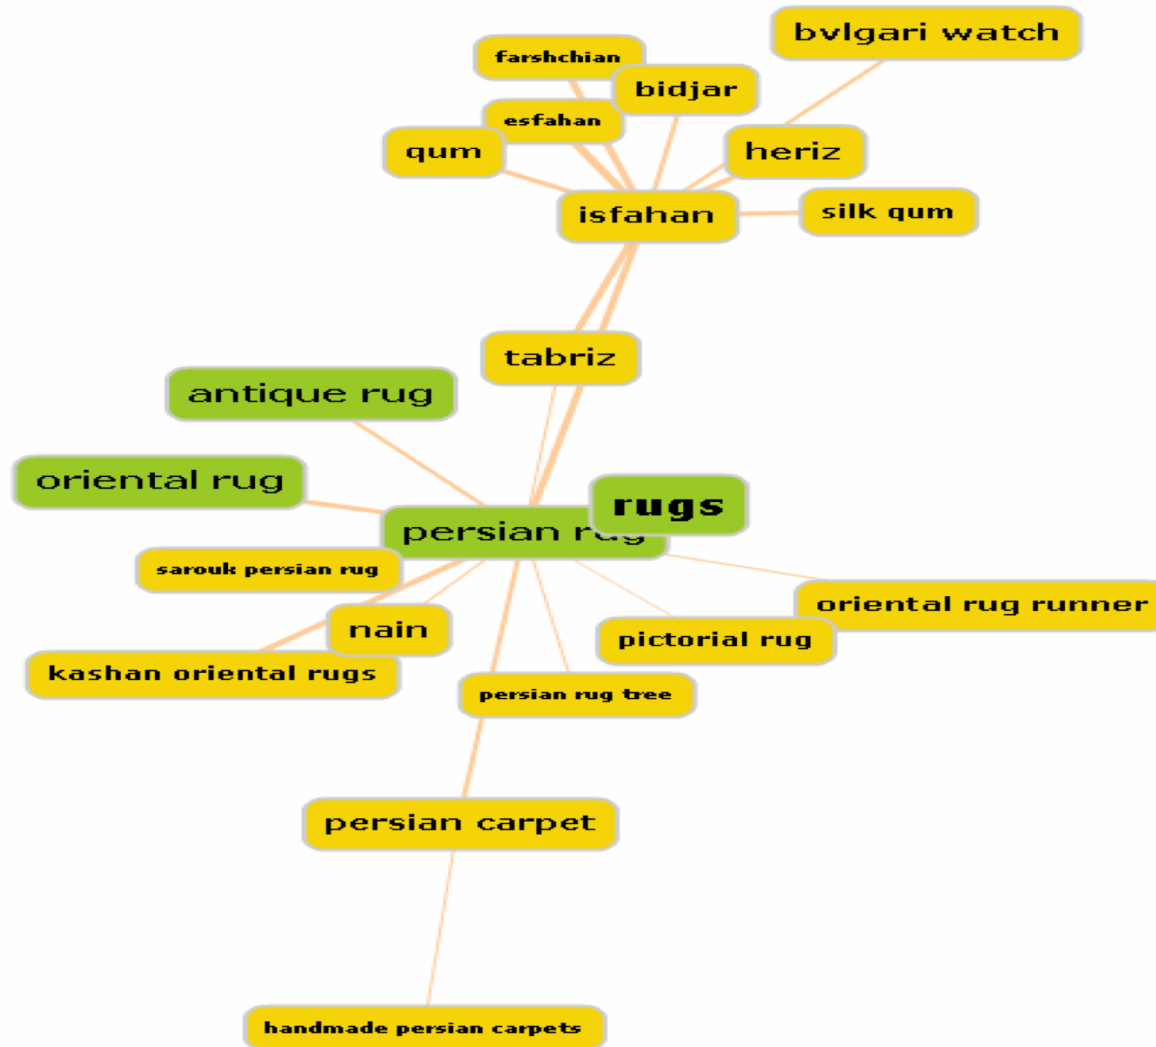 bvlgari watch
farshchian
bidjar
esfahan
qum
heriz
isfahan
silk qum
tabriz
antique rug
oriental rug
rugs
persian rug
sarouk persian rug
oriental rug runner
nain
pictorial rug
kashan oriental rugs
persian rug tree
persian carpet
handmade persian carpets